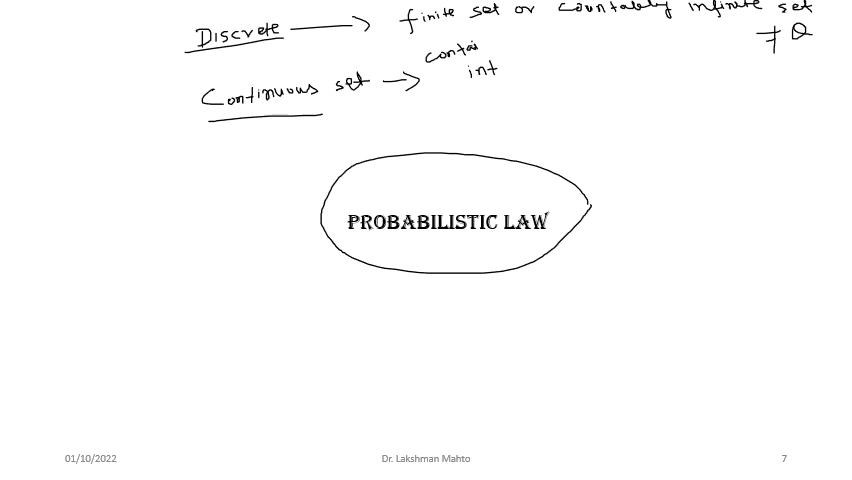 Discrete → finite set or countably infinite set
≠ Q
Continuous set → contai
int
PROBABILISTIC LAW
01/10/2022 Dr. Lakshman Mahto 7